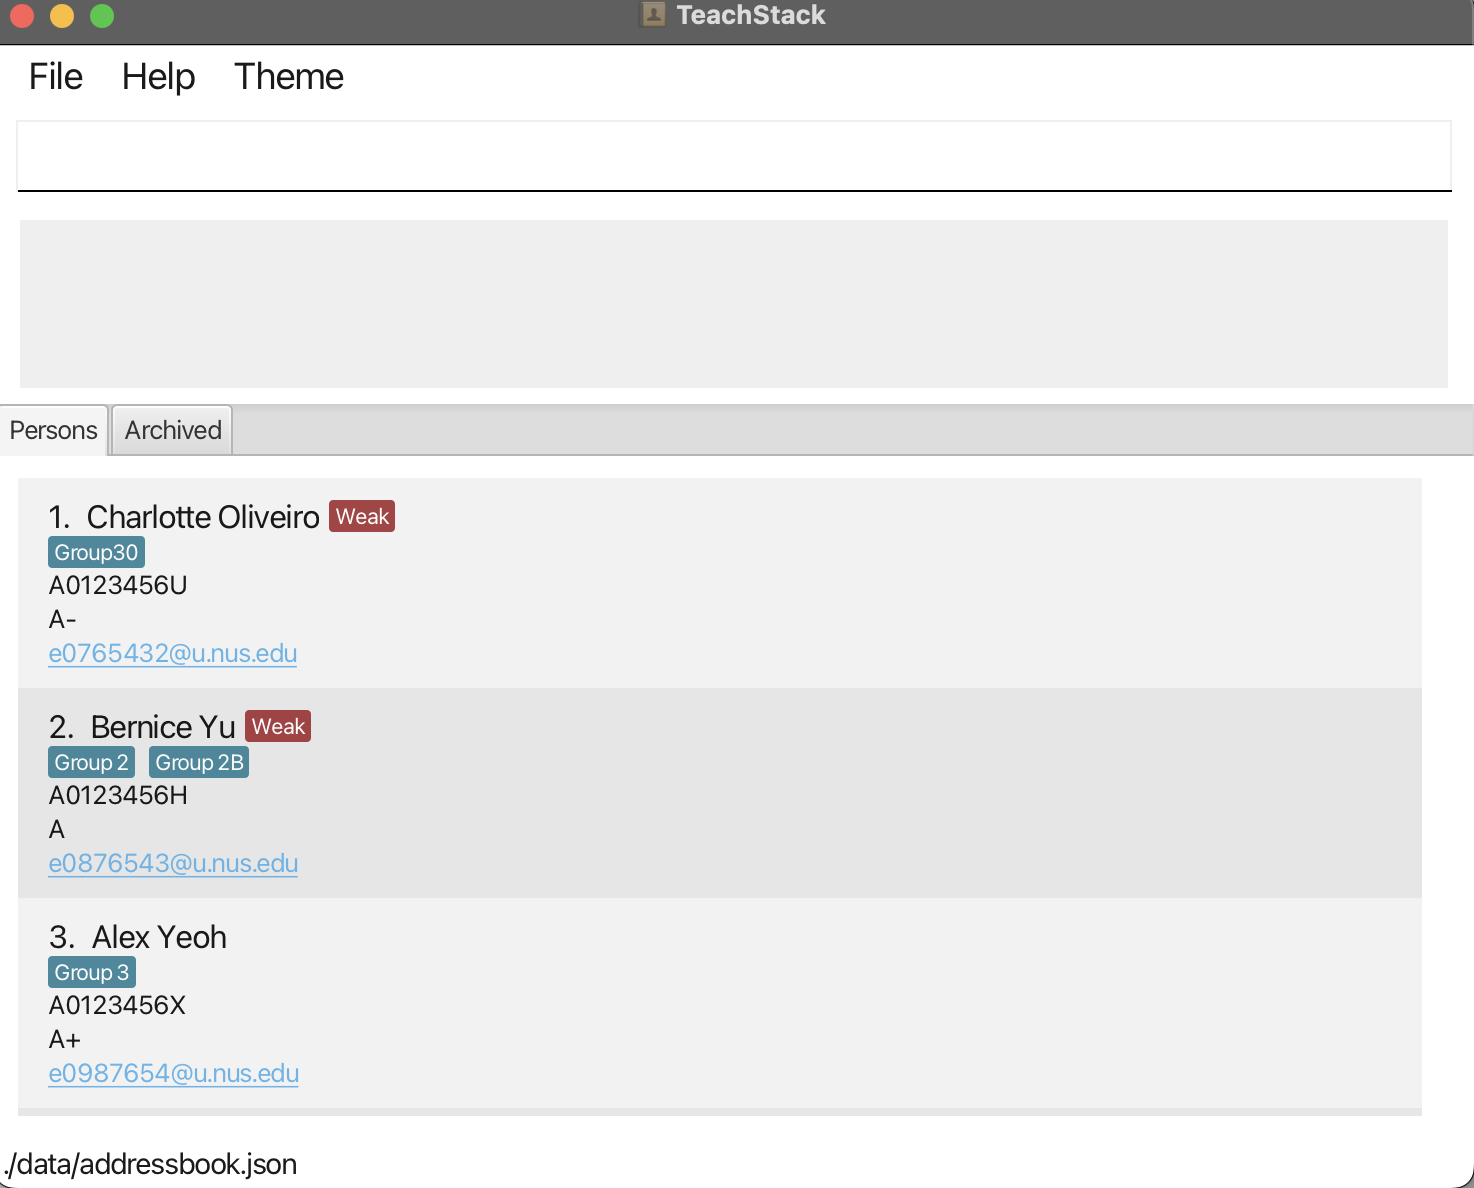 TeachStack
File Help Theme
Persons Archived
1. Charlotte Oliveiro Weak
Group30
A0123456U
A-
e0765432@u.nus.edu
2. Bernice Yu Weak
Group 2 Group 2B
A0123456H
A
e0876543@u.nus.edu
3. Alex Yeoh
Group 3
A0123456X
A+
e0987654@u.nus.edu
./data/addressbook.json